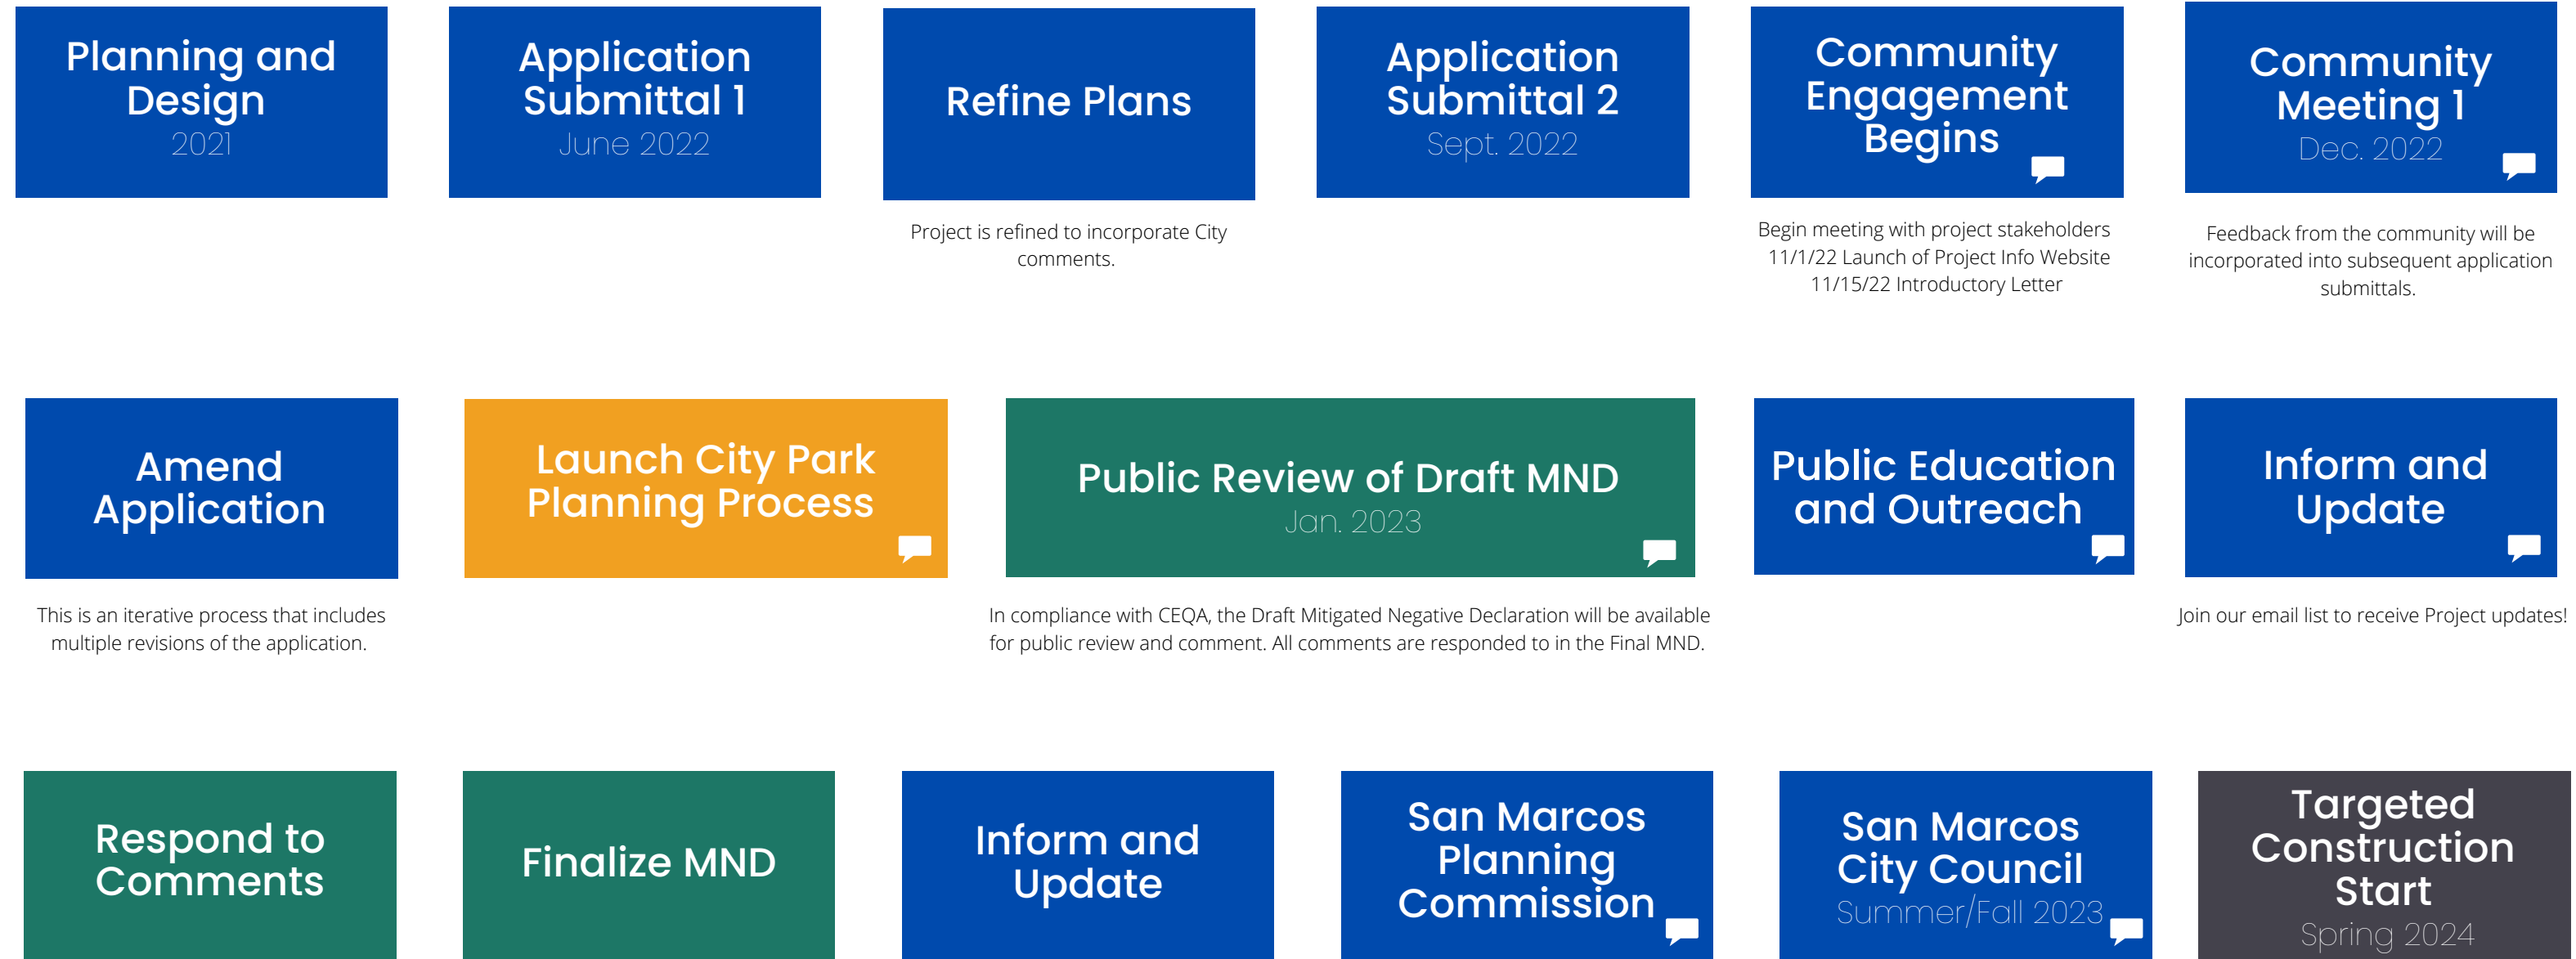 Planning and
Design
2021
Application
Submittal 1
June 2022
Refine Plans
Project is refined to incorporate City
comments.
Application
Submittal 2
Sept. 2022
Community
Engagement
Begins
Begin meeting with project stakeholders
11/1/22 Launch of Project Info Website
11/15/22 Introductory Letter
Community
Meeting 1
Dec. 2022
Feedback from the community will be
incorporated into subsequent application
submittals.
Amend
Application
This is an iterative process that includes
multiple revisions of the application.
Launch City Park
Planning Process
Public Review of Draft MND
Jan. 2023
In compliance with CEQA, the Draft Mitigated Negative Declaration will be available
for public review and comment. All comments are responded to in the Final MND.
Public Education
and Outreach
Inform and
Update
Join our email list to receive Project updates!
Respond to
Comments
Finalize MND
Inform and
Update
San Marcos
Planning
Commission
San Marcos
City Council
Summer/Fall 2023
Targeted
Construction
Start
Spring 2024